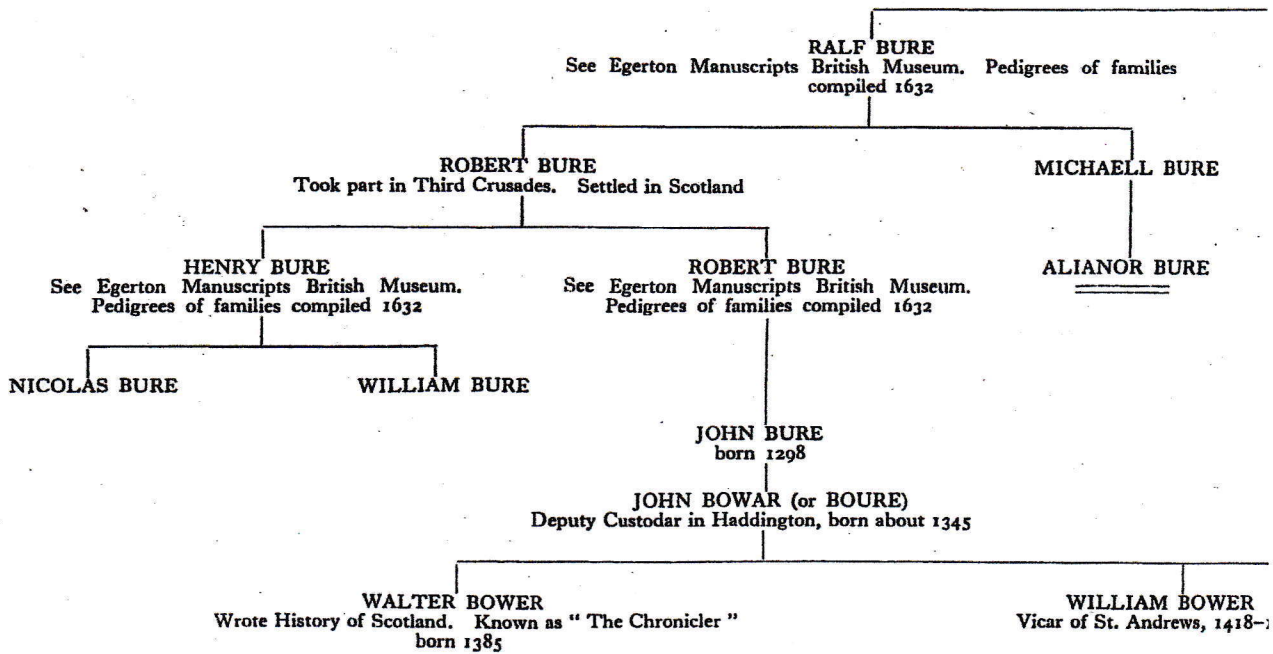 RALF BURE
See Egerton Manuscripts British Museum. Pedigrees of families
compiled 1632
ROBERT BURE
Took part in Third Crusades. Settled in Scotland
MICHAELL BURE
HENRY BURE
See Egerton Manuscripts British Museum.
Pedigrees of families compiled 1632
ROBERT BURE
See Egerton Manuscripts British Museum.
Pedigrees of families compiled 1632
ALIANOR BURE
NICOLAS BURE
WILLIAM BURE
JOHN BURE
born 1298
JOHN BOWAR (or BOURE)
Deputy Custodar in Haddington, born about 1345
WALTER BOWER
Wrote History of Scotland. Known as " The Chronicler "
born 1385
WILLIAM BOWER
Vicar of St. Andrews, 1418-